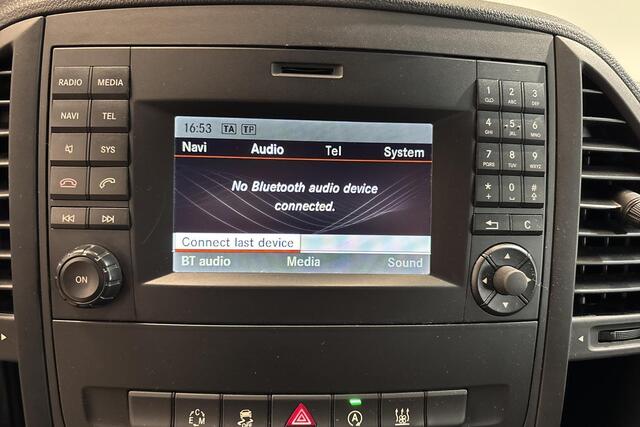 RADIO MEDIA
NAVI TEL
SYS
ON
16:53 TA TP
Navi Audio Tel System
No Bluetooth audio device
connected.
Connect last device
BT audio Media Sound
1 2 ABC 3 DEF
4 GHI 5 JKL 6 MNO
7 PQRS 8 TUV 9 WXYZ
* 0 #
C
C
E M
A